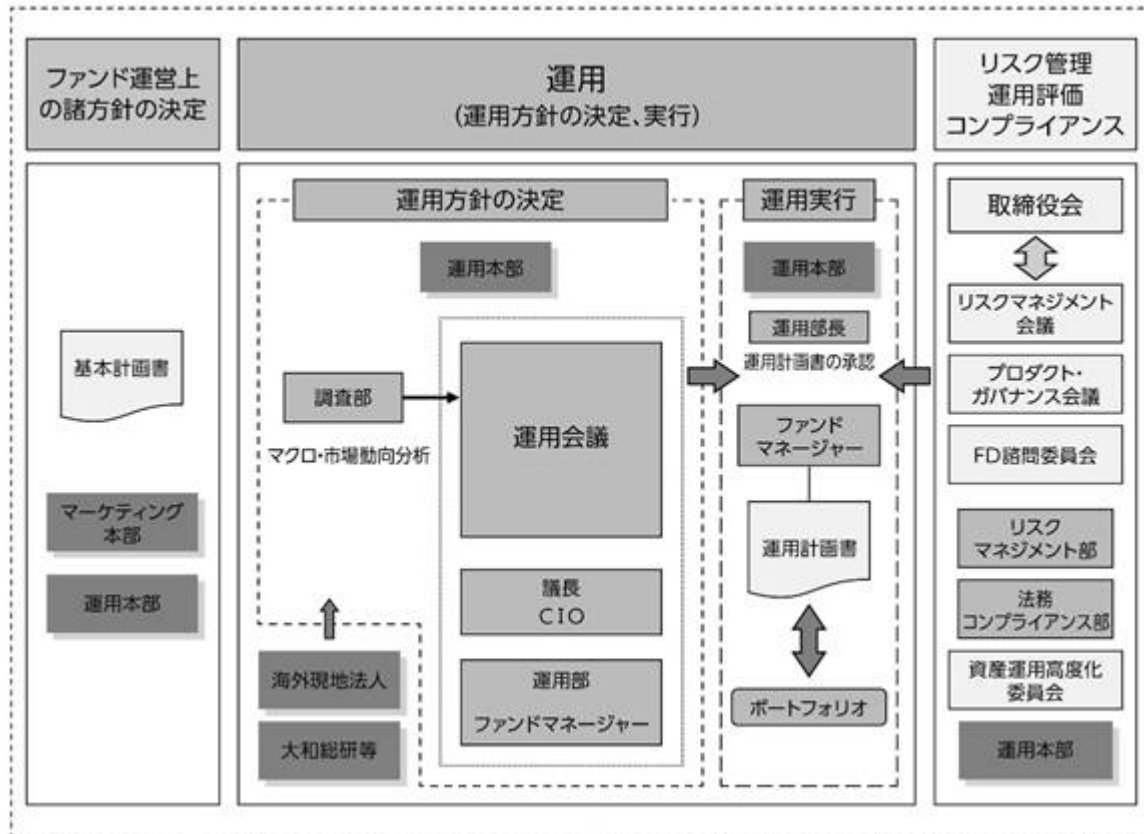 ファンド運営上
の諸方針の決定
運用
(運用方針の決定、実行)
リスク管理
運用評価
コンプライアンス
基本計画書
マーケティング
本部
運用本部
運用方針の決定
運用本部
調査部
マクロ・市場動向分析
運用会議
議長
CIO
運用部
ファンドマネージャー
海外現地法人
大和総研等
運用実行
運用本部
運用部長
運用計画書の承認
ファンド
マネージャー
運用計画書
ポートフォリオ
取締役会
リスクマネジメント
会議
プロダクト・
ガバナンス会議
FD諮問委員会
リスク
マネジメント部
法務
コンプライアンス部
資産運用高度化
委員会
運用本部